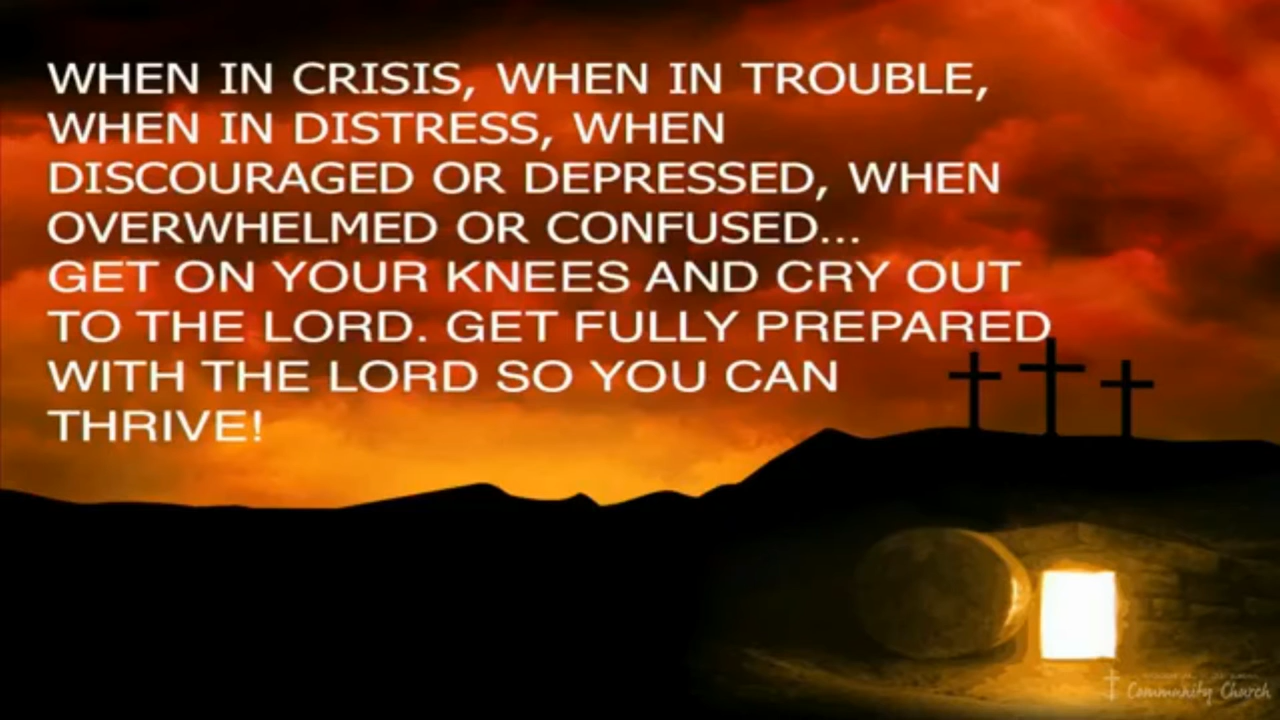 WHEN IN CRISIS, WHEN IN TROUBLE,
WHEN IN DISTRESS, WHEN
DISCOURAGED OR DEPRESSED, WHEN
OVERWHELMED OR CONFUSED...
GET ON YOUR KNEES AND CRY OUT
TO THE LORD. GET FULLY PREPARED
WITH THE LORD SO YOU CAN
THRIVE!
Community Church